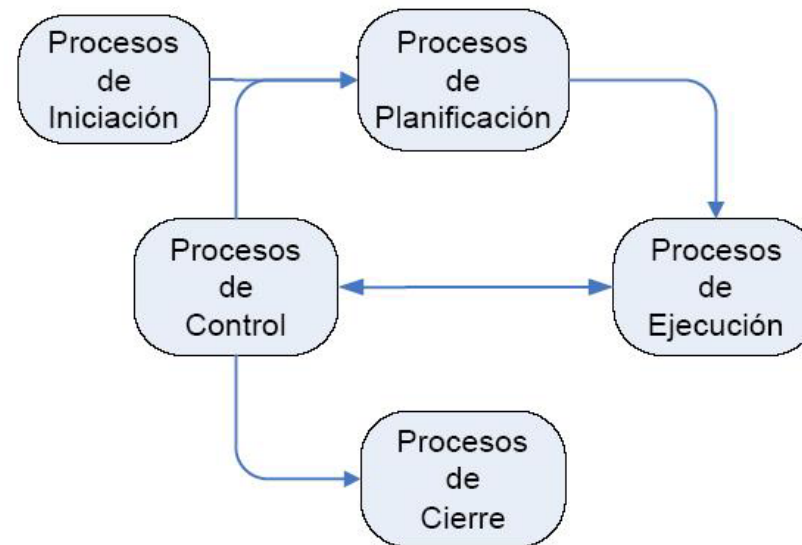 Procesos
de
Iniciación
Procesos
de
Planificación
Procesos
de
Control
Procesos
de
Ejecución
Procesos
de
Cierre